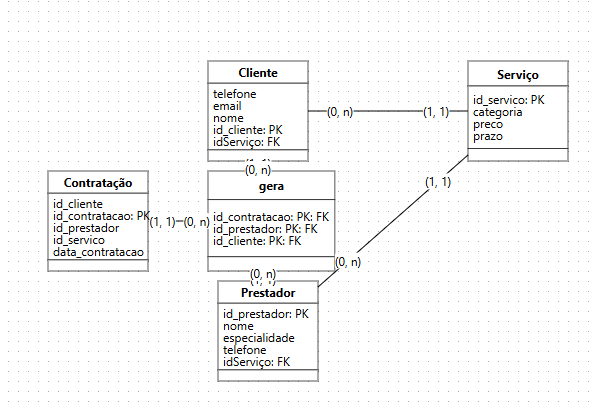 Cliente
telefone
email
nome
id_cliente: PK
idServiço: FK
(0, n)
(1, 1)
Serviço
id_servico: PK
categoria
preco
prazo
(0, n)
(1, 1)
Contratação
id_cliente
id_contratacao: PK
id_prestador
id_servico
data_contratacao
(1, 1)
(0, n)
gera
id_contratacao: PK: FK
id_prestador: PK: FK
id_cliente: PK: FK
(0, n)
(0, n)
Prestador
id_prestador: PK
nome
especialidade
telefone
idServiço: FK